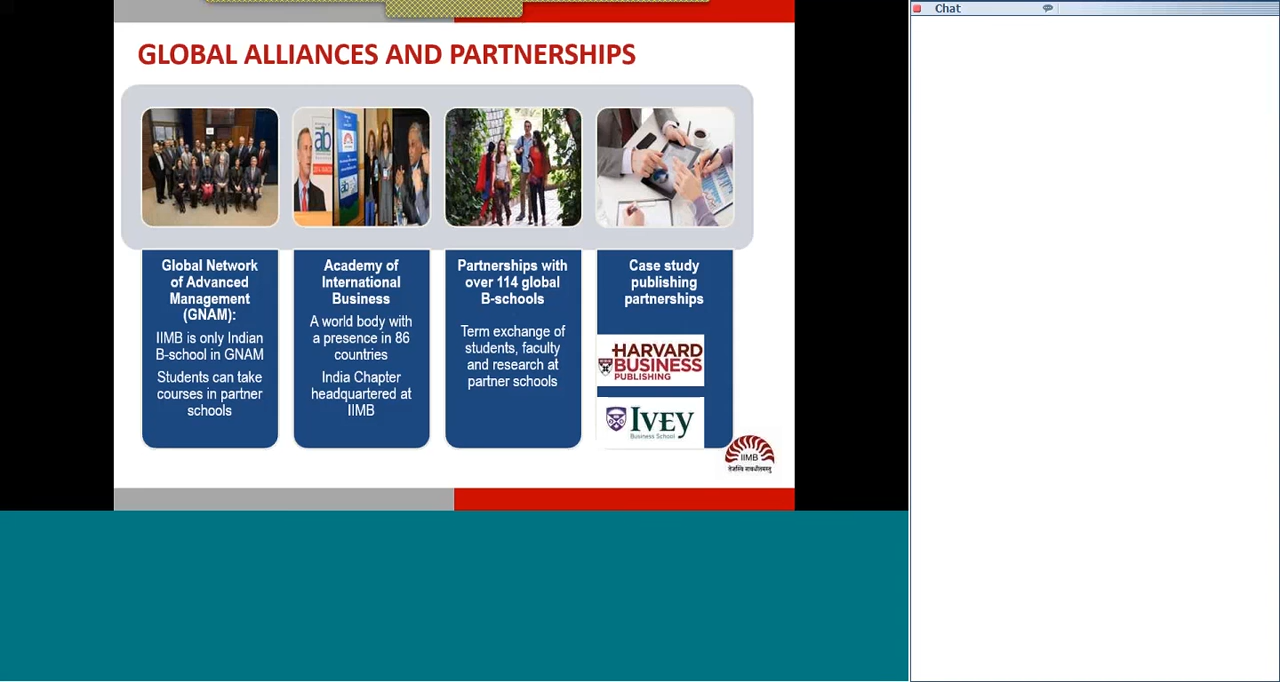 Chat
GLOBAL ALLIANCES AND PARTNERSHIPS
Global Network
of Advanced
Management
(GNAM):
IIMB is only Indian
B-school in GNAM
Students can take
courses in partner
schools
Academy of
International
Business
A world body with
a presence in 86
countries
India Chapter
headquartered at
IIMB
Partnerships with
over 114 global
B-schools
Term exchange of
students, faculty
and research at
partner schools
Case study
publishing
partnerships
HARVARD
BUSINESS
PUBLISHING
IVEY
Business School
IIMB
तेजस्वि नावधीतमस्तु